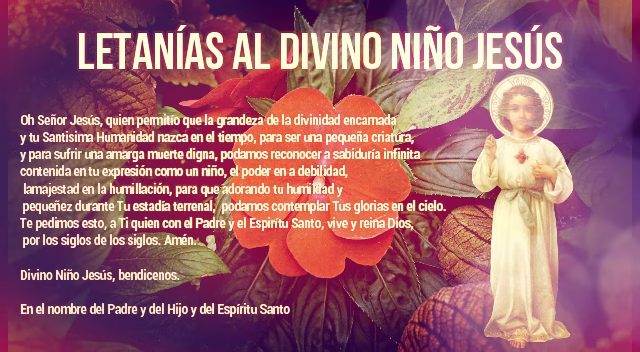 LETANÍAS AL DIVINO NIÑO JESÚS
Oh Señor Jesús, quien permitío que la grandeza de la divinidad encarnada
y tu Santisima Humanidad nazca en el tiempo, para ser una pequeña criatura,
y para sufrir una amarga muerte digna, podamos reconocer a sabiduría infinita
contenida en tu expresión como un niño, el poder en a debilidad,
lamajestad en la humillación, para que adorando tu humildad y
pequeñez durante Tu estadía terrenal, podamos contemplar Tus glorias en el cielo.
Te pedimos esto, a Ti quien con el Padre y el Espiritu Santo, vive y reina Dios,
por los siglos de los siglos. Amén.
Divino Niño Jesús, bendicenos.
En el nombre del Padre y del Hijo y del Espíritu Santo